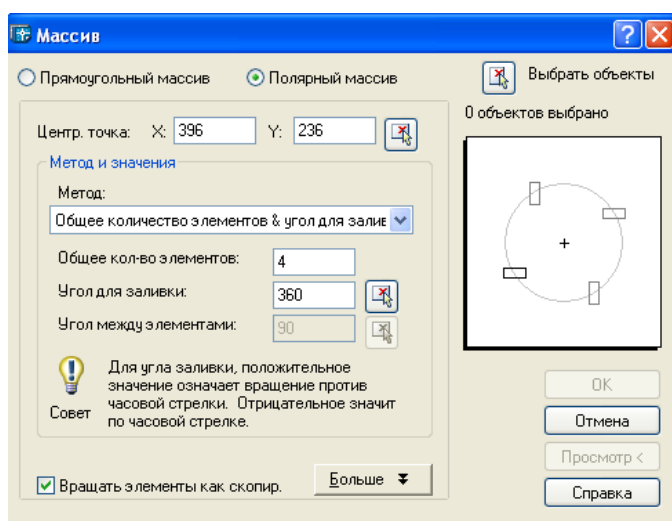 Массив
Прямоугольный массив Полярный массив Выбрать объекты
0 объектов выбрано
Центр. точка: X: 396 Y: 236
Метод и значения
Метод:
Общее количество элементов & угол для залив
Общее кол-во элементов: 4
Угол для заливки: 360
Угол между элементами: 90
Для угла заливки, положительное
значение означает вращение против
часовой стрелки. Отрицательное значит
по часовой стрелке.
Совет
Вращать элементы как скопир. Больше
OK
Отмена
Просмотр <
Справка